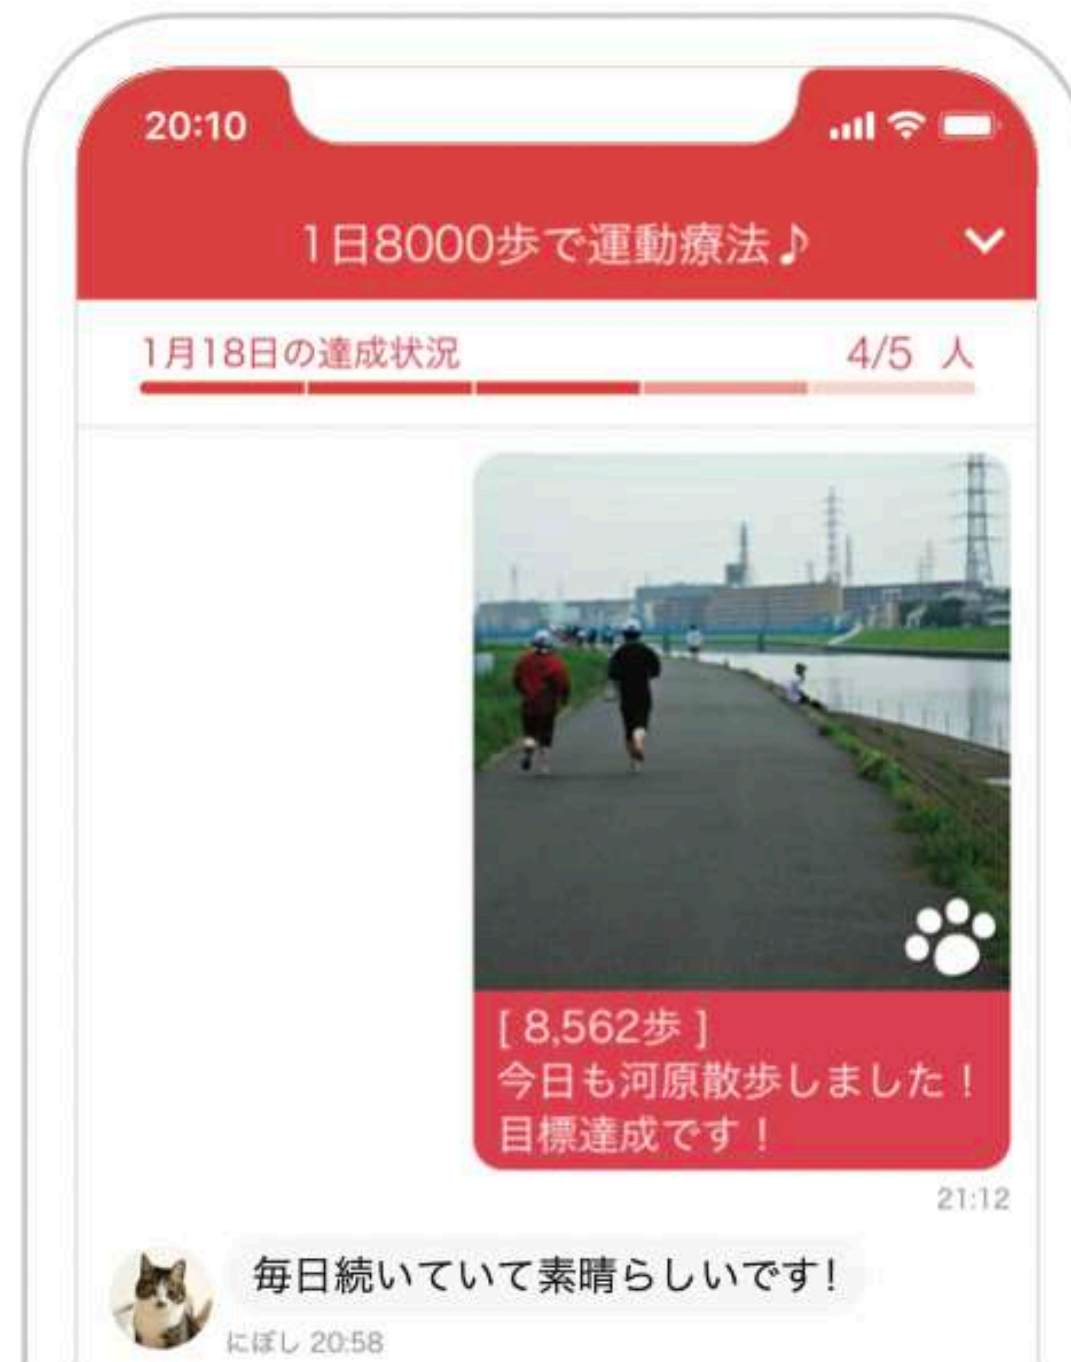 20:10
1日8000歩で運動療法♪
1月18日の達成状況
4/5 人
[ 8,562歩 ]
今日も河原散歩しました！
目標達成です！
21:12
毎日続いていて素晴らしいです!
にぼし 20:58